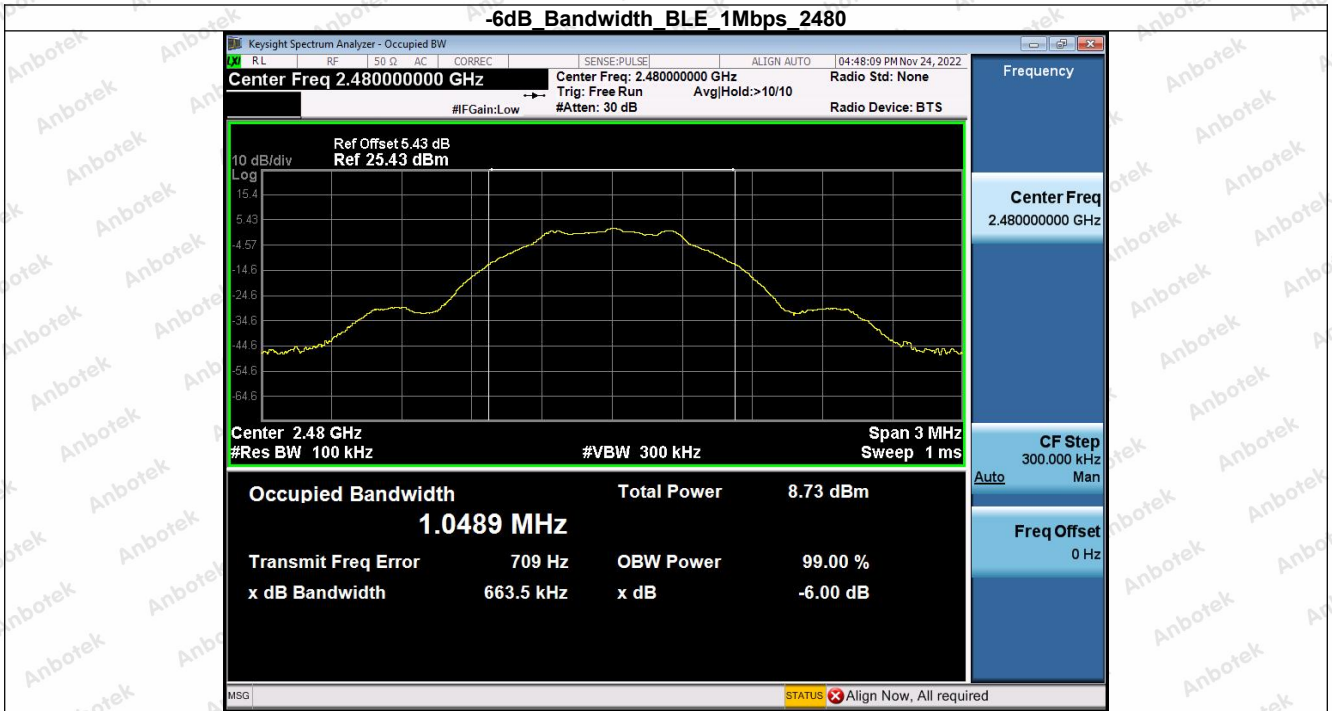 -6dB_Bandwidth_BLE_1Mbps_2480
Keysight Spectrum Analyzer - Occupied BW
LXI RL RF 50 Ω AC CORREC SENSE:PULSE ALIGN AUTO 04:48:09 PM Nov 24, 2022
Center Freq 2.480000000 GHz
Center Freq: 2.480000000 GHz
Radio Std: None
Trig: Free Run Avg|Hold:>10/10
#IFGain:Low
#Atten: 30 dB
Radio Device: BTS
Ref Offset 5.43 dB
10 dB/div Ref 25.43 dBm
Log
15.4
5.43
-4.57
-14.6
-24.6
-34.6
-44.6
-54.6
-64.6
Center 2.48 GHz
Span 3 MHz
#Res BW 100 kHz
#VBW 300 kHz
Sweep 1 ms
Occupied Bandwidth
1.0489 MHz
Total Power 8.73 dBm
Transmit Freq Error 709 Hz
OBW Power 99.00 %
x dB Bandwidth 663.5 kHz
x dB -6.00 dB
MSG
STATUS Align Now, All required
Frequency
Center Freq
2.480000000 GHz
CF Step
300.000 kHz
Auto Man
Freq Offset
0 Hz
Anbotek